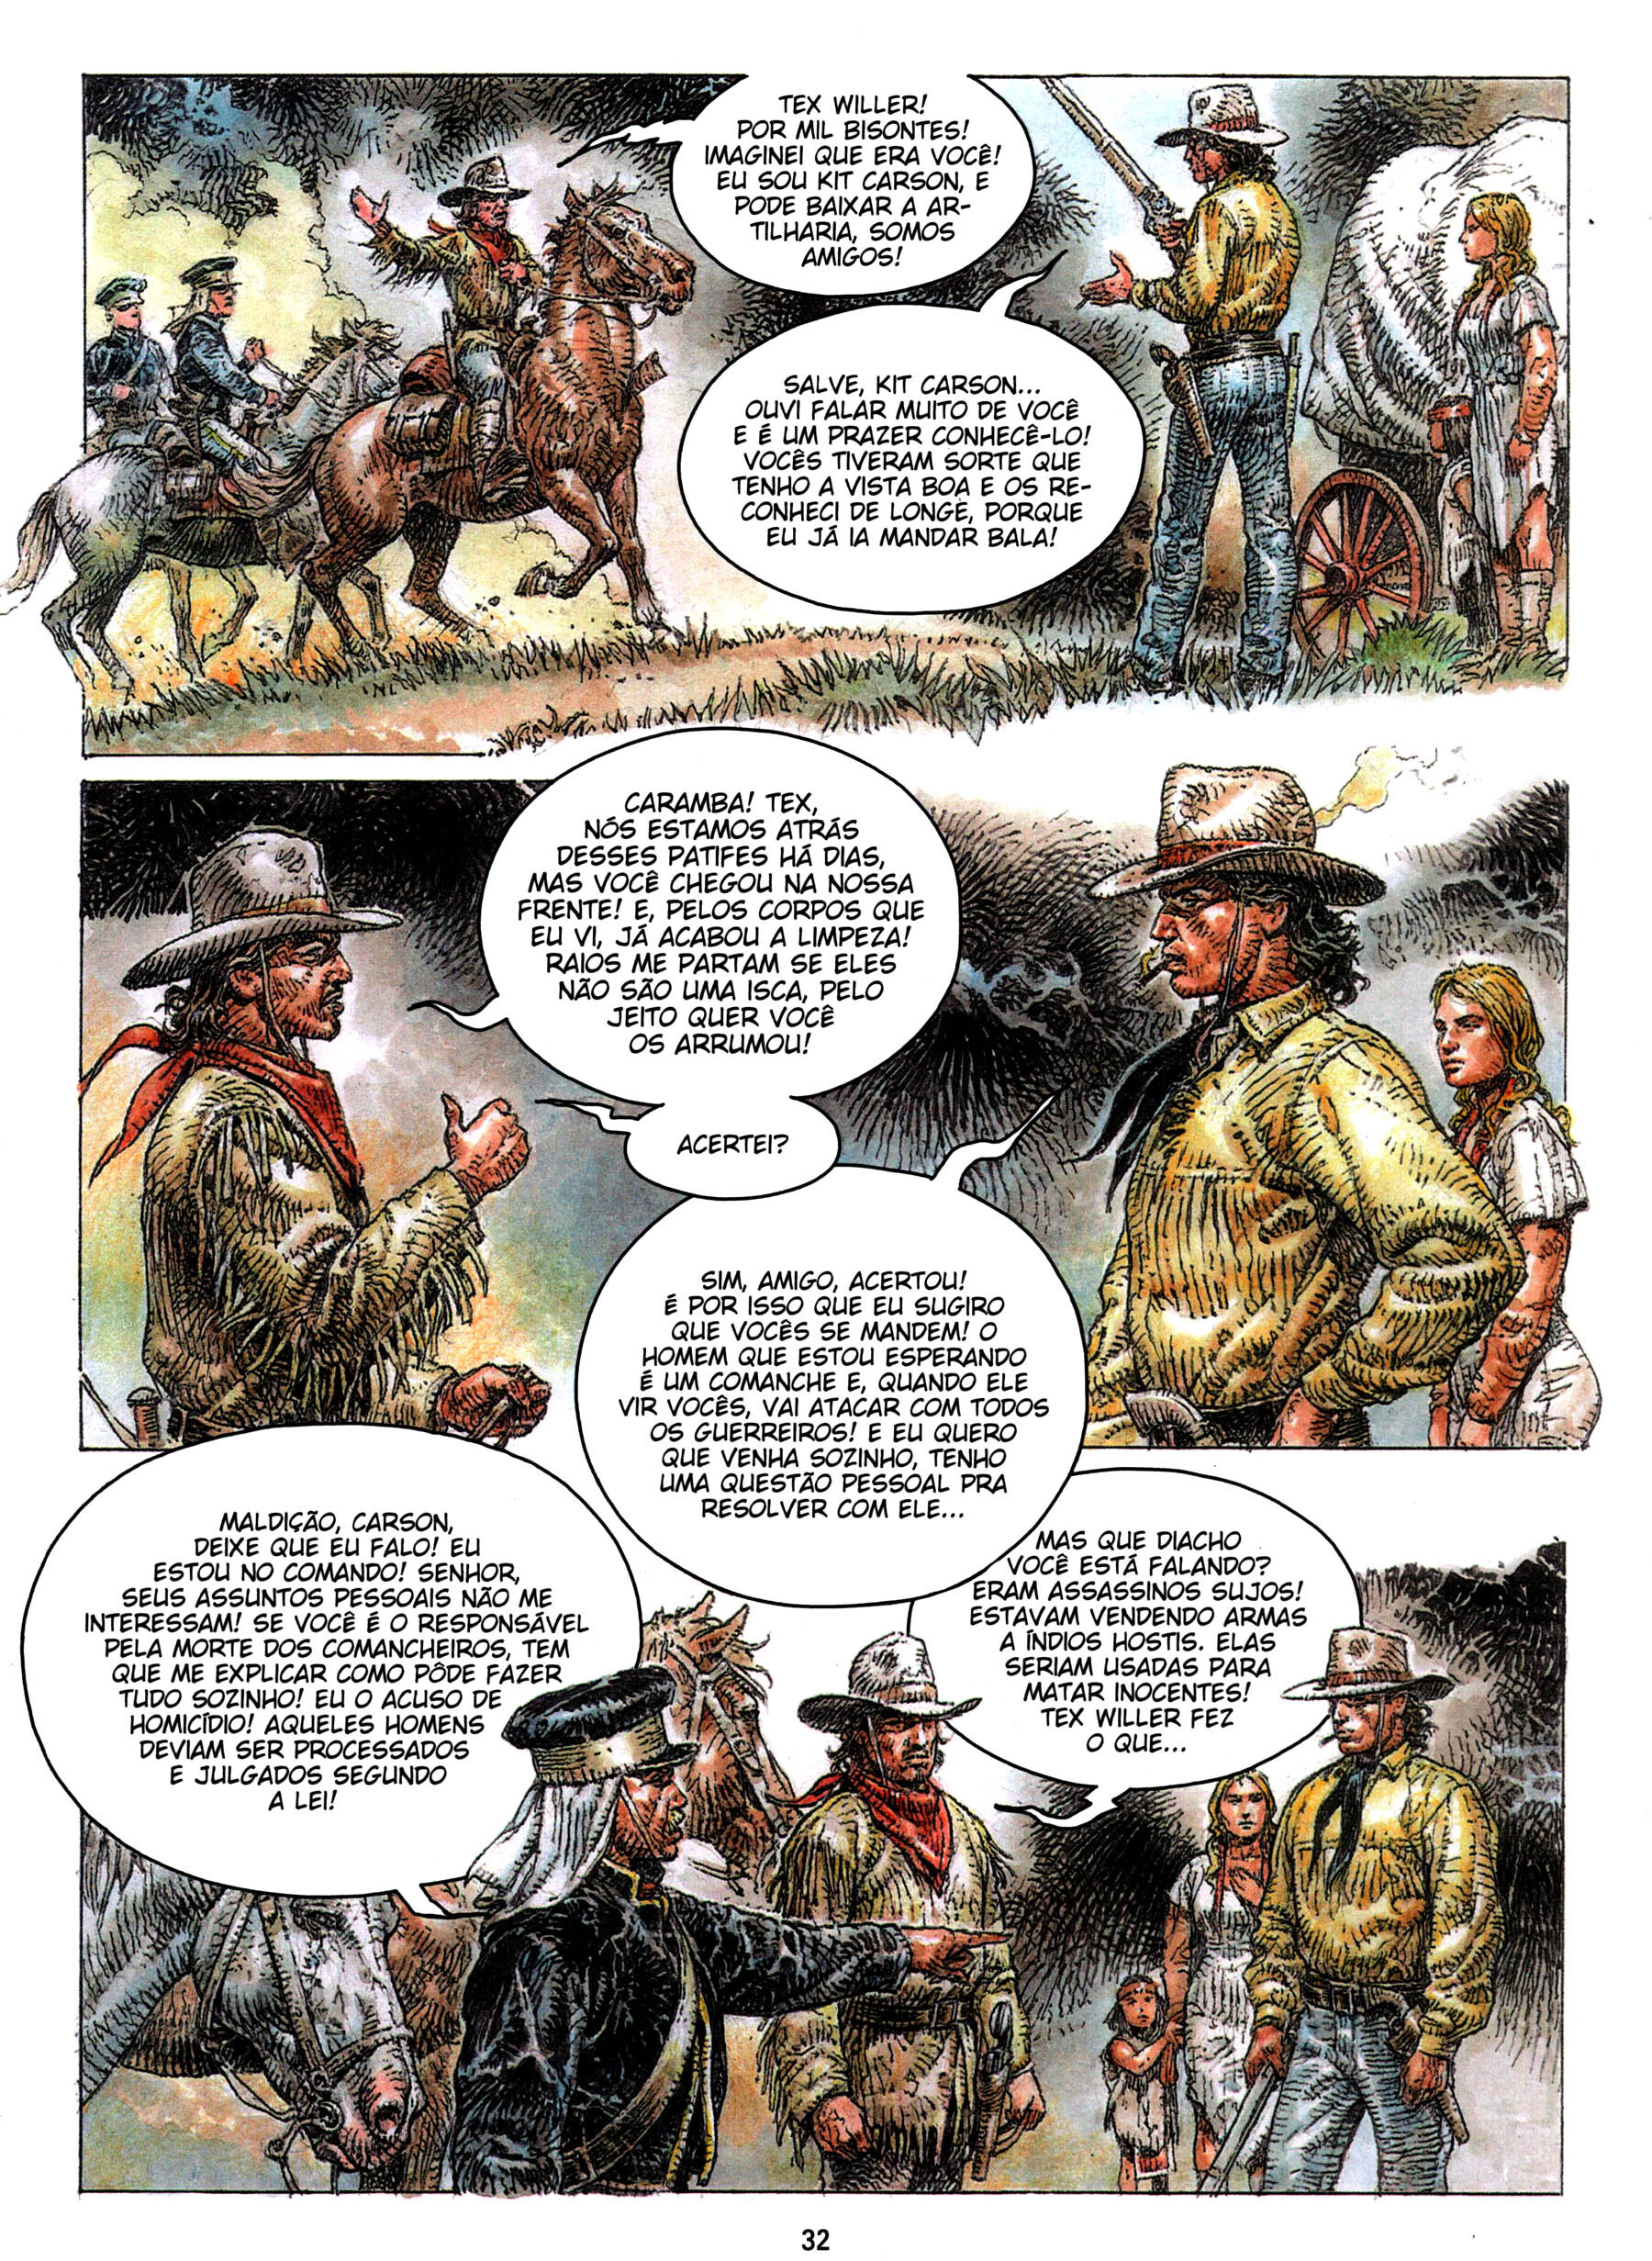 TEX WILLER!
POR MIL BISONTES!
IMAGINEI QUE ERA VOCÊ!
EU SOU KIT CARSON, E
PODE BAIXAR A AR-
TILHARIA, SOMOS
AMIGOS!
SALVE, KIT CARSON...
OUVI FALAR MUITO DE VOCÊ
E É UM PRAZER CONHECÊ-LO!
VOCÊS TIVERAM SORTE QUE
TENHO A VISTA BOA E OS RE-
CONHECI DE LONGE, PORQUE
EU JÁ IA MANDAR BALA!
CARAMBA! TEX,
NÓS ESTAMOS ATRÁS
DESSES PATIFES HÁ DIAS,
MAS VOCÊ CHEGOU NA NOSSA
FRENTE! E, PELOS CORPOS QUE
EU VI, JÁ ACABOU A LIMPEZA!
RAIOS ME PARTAM SE ELES
NÃO SÃO UMA ISCA, PELO
JEITO QUER VOCÊ
OS ARRUMOU!
ACERTEI?
SIM, AMIGO, ACERTOU!
É POR ISSO QUE EU SUGIRO
QUE VOCÊS SE MANDEM! O
HOMEM QUE ESTOU ESPERANDO
É UM COMANCHE E, QUANDO ELE
VIR VOCÊS, VAI ATACAR COM TODOS
OS GUERREIROS! E EU QUERO
QUE VENHA SOZINHO, TENHO
UMA QUESTÃO PESSOAL PRA
RESOLVER COM ELE...
MALDIÇÃO, CARSON,
DEIXE QUE EU FALO! EU
ESTOU NO COMANDO! SENHOR,
SEUS ASSUNTOS PESSOAIS NÃO ME
INTERESSAM! SE VOCÊ É O RESPONSÁVEL
PELA MORTE DOS COMANCHEIROS, TEM
QUE ME EXPLICAR COMO PÔDE FAZER
TUDO SOZINHO! EU O ACUSO DE
HOMICÍDIO! AQUELES HOMENS
DEVIAM SER PROCESSADOS
E JULGADOS SEGUNDO
A LEI!
MAS QUE DIACHO
VOCÊ ESTÁ FALANDO?
ERAM ASSASSINOS SUJOS!
ESTAVAM VENDENDO ARMAS
A ÍNDIOS HOSTIS. ELAS
SERIAM USADAS PARA
MATAR INOCENTES!
TEX WILLER FEZ
O QUE...
32